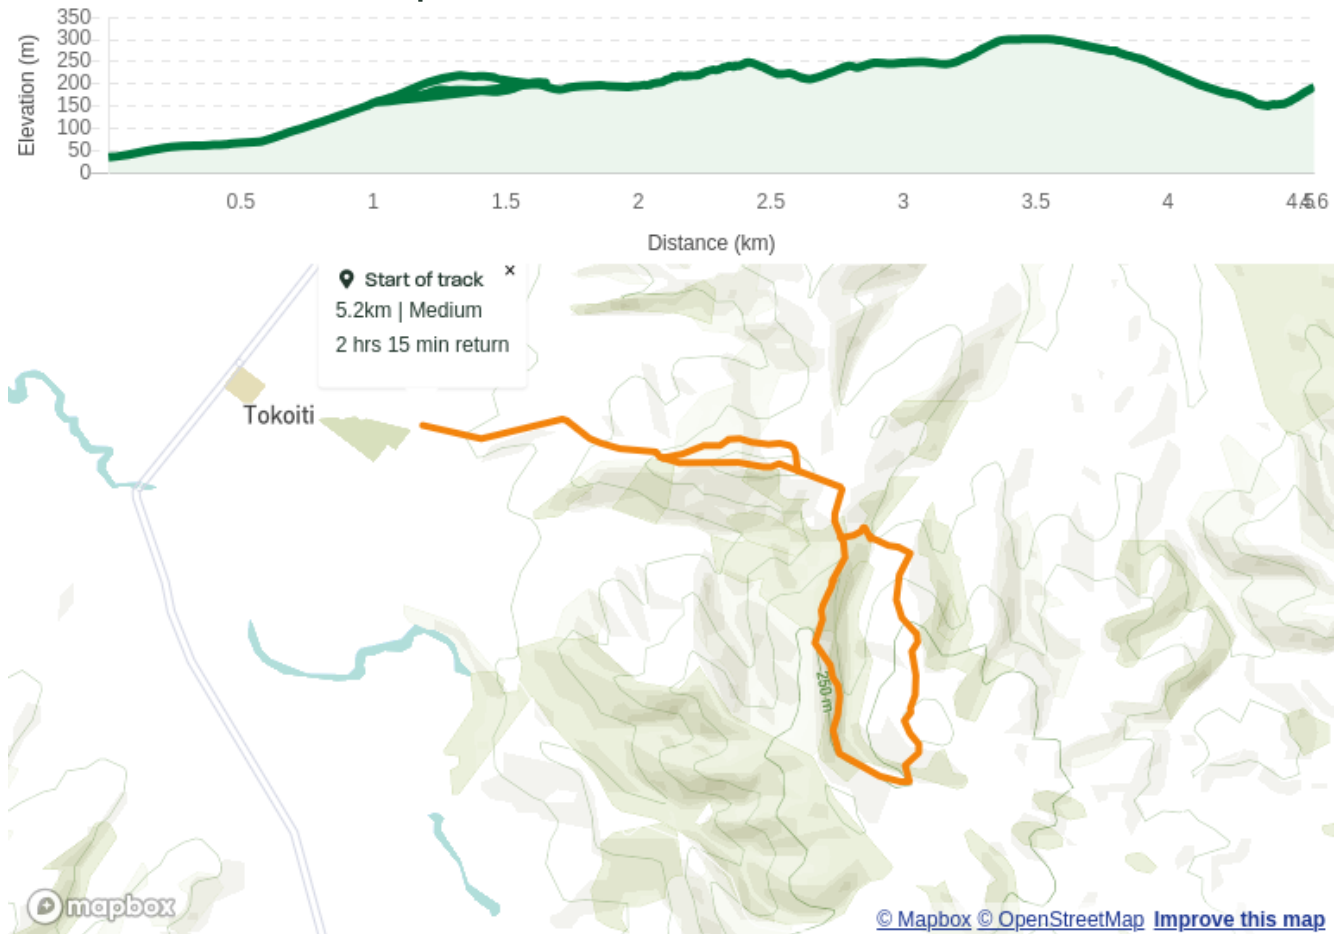 350
300
250
200
150
100
50
0
Elevation (m)
0.5 1 1.5 2 2.5 3 3.5 4 4.6
Distance (km)
Start of track ×
5.2km | Medium
2 hrs 15 min return
Tokoiti
250 m
mapbox
© Mapbox © OpenStreetMap Improve this map